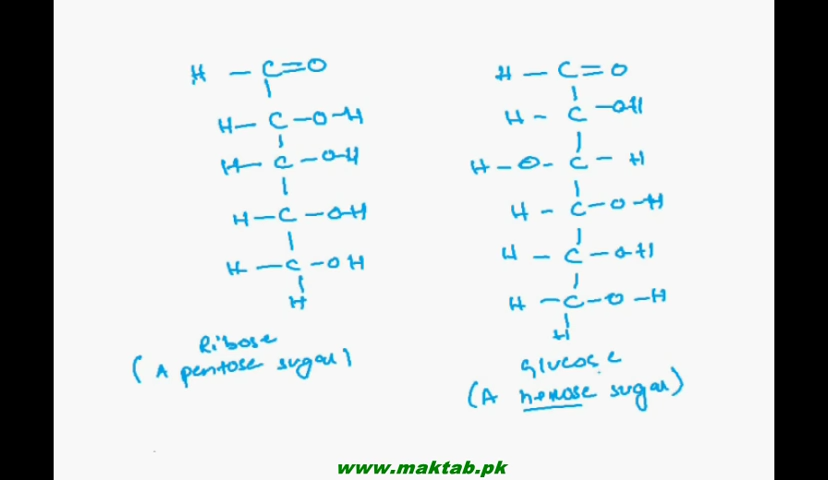 H — C = O
H — C — O — H
H — C — OH
H — C — OH
H — C — OH
H
Ribose
(A pentose sugar)
H — C = O
H — C — OH
H — O — C — H
H — C — O — H
H — C — OH
H — C — O — H
H
Glucose
(A hexose sugar)
www.maktab.pk